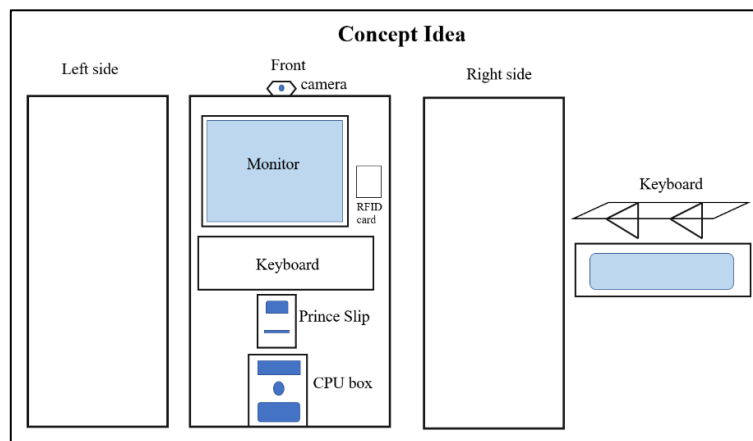 Concept Idea
Left side
Front
camera
Right side
Monitor
RFID
card
Keyboard
Keyboard
Prince Slip
CPU box